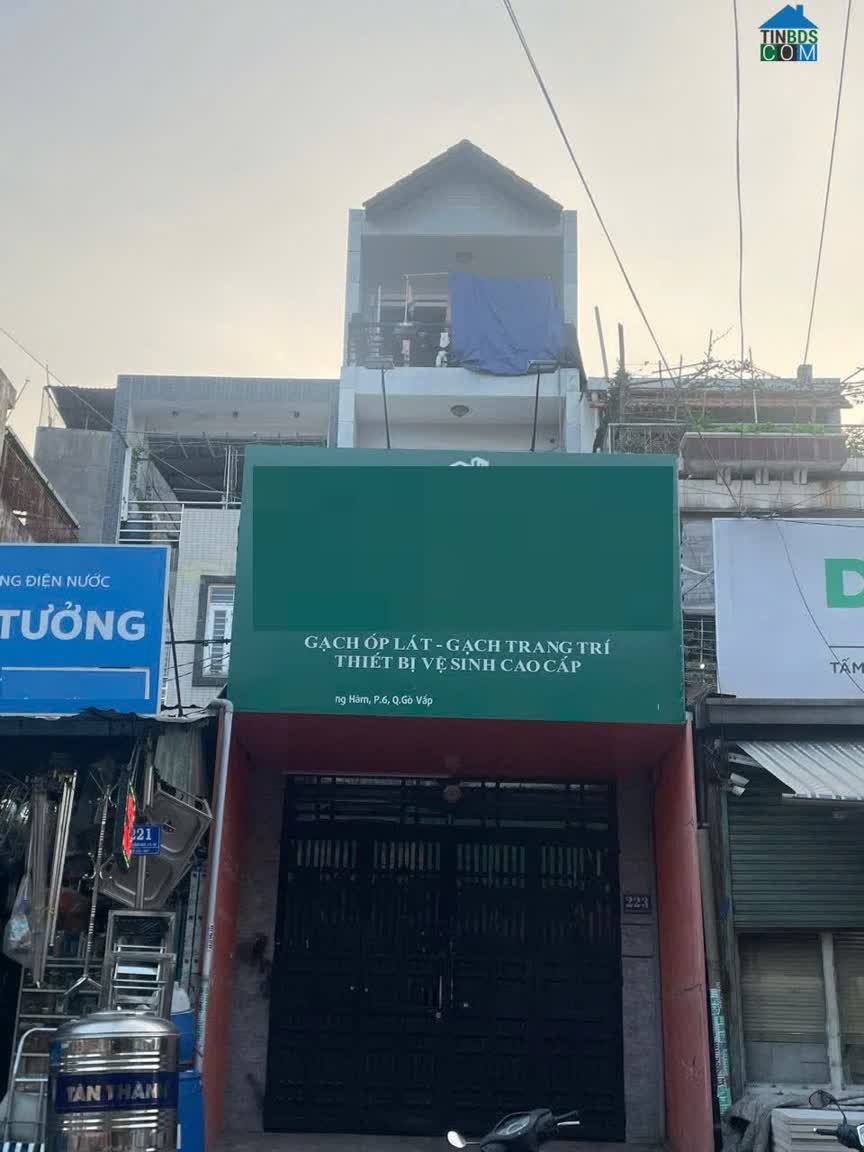 TINBDS
COM
NG ĐIỆN NƯỚC
TƯỞNG
GẠCH ỐP LÁT - GẠCH TRANG TRÍ
THIẾT BỊ VỆ SINH CAO CẤP
ng Hàm, P.6, Q.Gò Vấp
D
TẤM
221
223
TÂN THÀNH